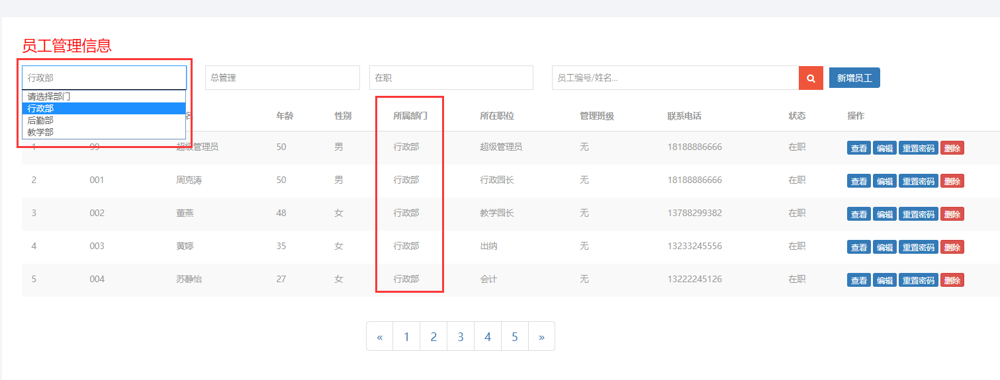 员工管理信息
行政部 总管理 在职 员工编号/姓名... 新增员工
请选择部门
行政部
后勤部
教学部
名 年龄 性别 所属部门 所在职位 管理班级 联系电话 状态 操作
1 99 超级管理员 50 男 行政部 超级管理员 无 18188886666 在职 查看 编辑 重置密码 删除
2 001 周克涛 50 男 行政部 行政园长 无 18188886666 在职 查看 编辑 重置密码 删除
3 002 董燕 48 女 行政部 教学园长 无 13788299382 在职 查看 编辑 重置密码 删除
4 003 黄婷 35 女 行政部 出纳 无 13233245556 在职 查看 编辑 重置密码 删除
5 004 苏静怡 27 女 行政部 会计 无 13222245126 在职 查看 编辑 重置密码 删除
« 1 2 3 4 5 »